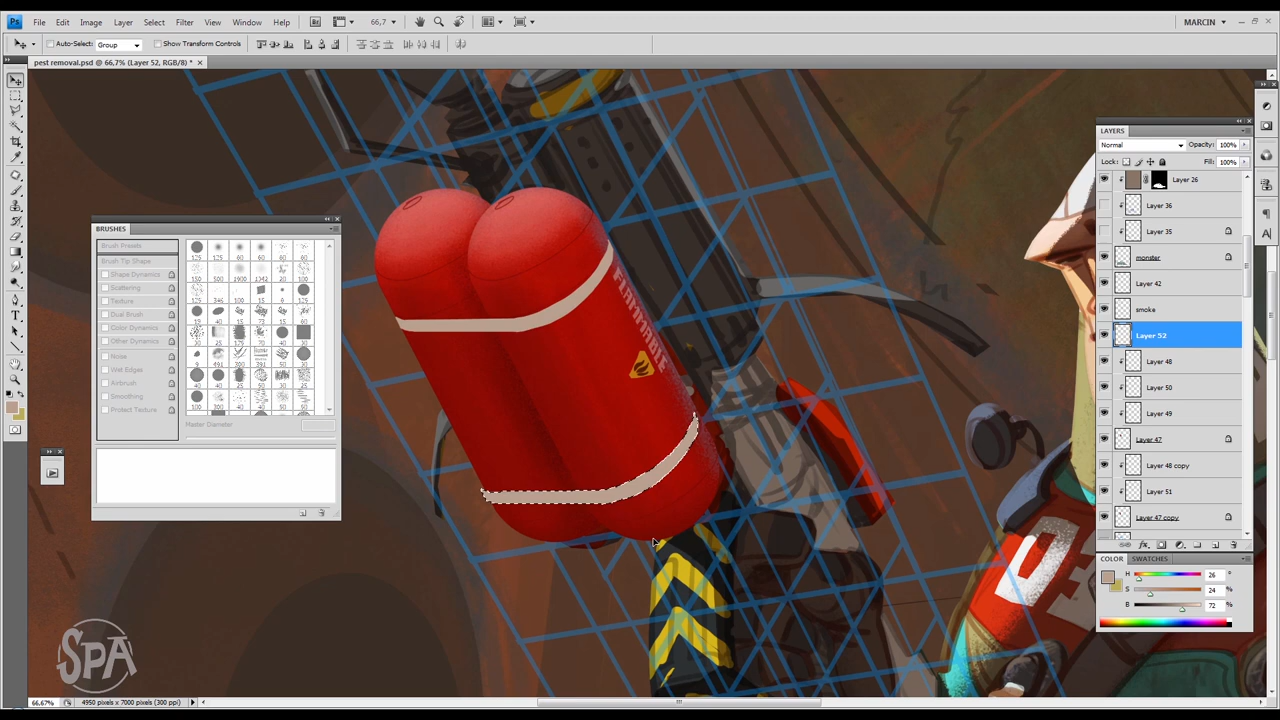 Ps File Edit Image Layer Select Filter View Window Help Br 66,7 MARCIN
Auto-Select: Group Show Transform Controls
pest removal.psd @ 66,7% (Layer 52, RGB/8) *
BRUSHES
Brush Presets
Brush Tip Shape
Shape Dynamics
Scattering
Texture
Dual Brush
Color Dynamics
Other Dynamics
Noise
Wet Edges
Airbrush
Smoothing
Protect Texture
Master Diameter
FLAMMABLE
SPA
LAYERS
Normal Opacity: 100%
Lock: Fill: 100%
Layer 26
Layer 36
Layer 35
monster
Layer 42
smoke
Layer 52
Layer 48
Layer 50
Layer 49
Layer 47
Layer 48 copy
Layer 51
Layer 47 copy
COLOR SWATCHES
H 26 °
S 24 %
B 72 %
66.67% 4950 pixels x 7000 pixels (300 ppi)